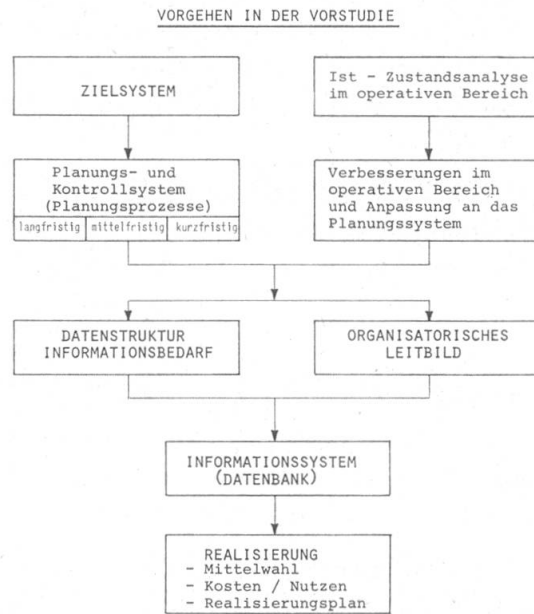 VORGEHEN IN DER VORSTUDIE
ZIELSYSTEM
Ist - Zustandsanalyse
im operativen Bereich
Planungs- und
Kontrollsystem
(Planungsprozesse)
langfristig mittelfristig kurzfristig
Verbesserungen im
operativen Bereich
und Anpassung an das
Planungssystem
DATENSTRUKTUR
INFORMATIONSBEDARF
ORGANISATORISCHES
LEITBILD
INFORMATIONSSYSTEM
(DATENBANK)
REALISIERUNG
- Mittelwahl
- Kosten / Nutzen
- Realisierungsplan